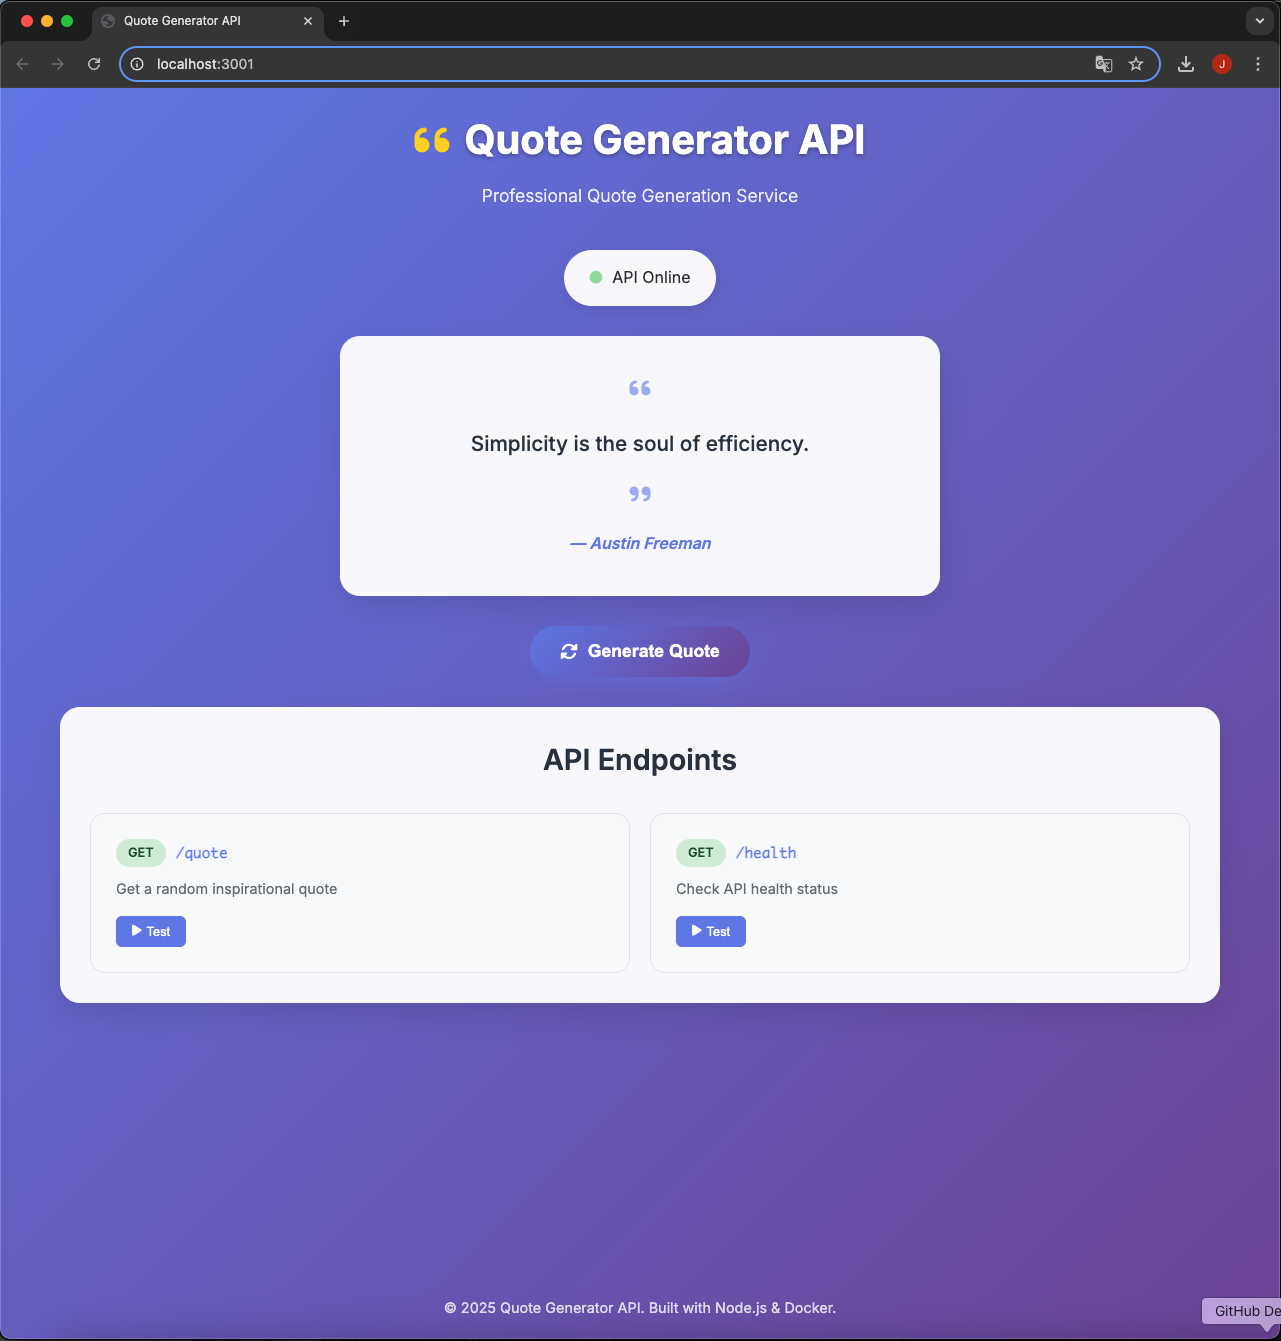 Quote Generator API
localhost:3001
J
Quote Generator API
Professional Quote Generation Service
API Online
“
Simplicity is the soul of efficiency.
”
— Austin Freeman
Generate Quote
API Endpoints
GET /quote
Get a random inspirational quote
Test
GET /health
Check API health status
Test
© 2025 Quote Generator API. Built with Node.js & Docker.
GitHub De